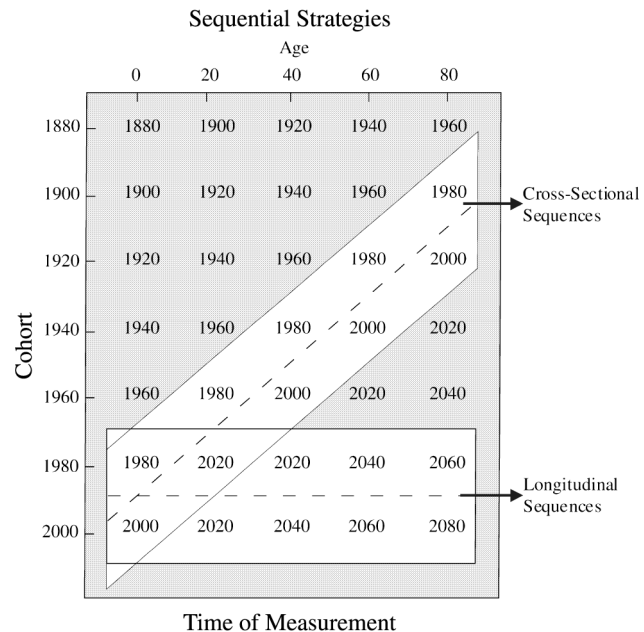 Sequential Strategies
Age
0 20 40 60 80
1880 1880 1900 1920 1940 1960
1900 1900 1920 1940 1960 1980
Cross-Sectional
Sequences
1920 1920 1940 1960 1980 2000
1940 1940 1960 1980 2000 2020
Cohort
1960 1960 1980 2000 2020 2040
1980 1980 2020 2020 2040 2060
Longitudinal
Sequences
2000 2000 2020 2040 2060 2080
Time of Measurement